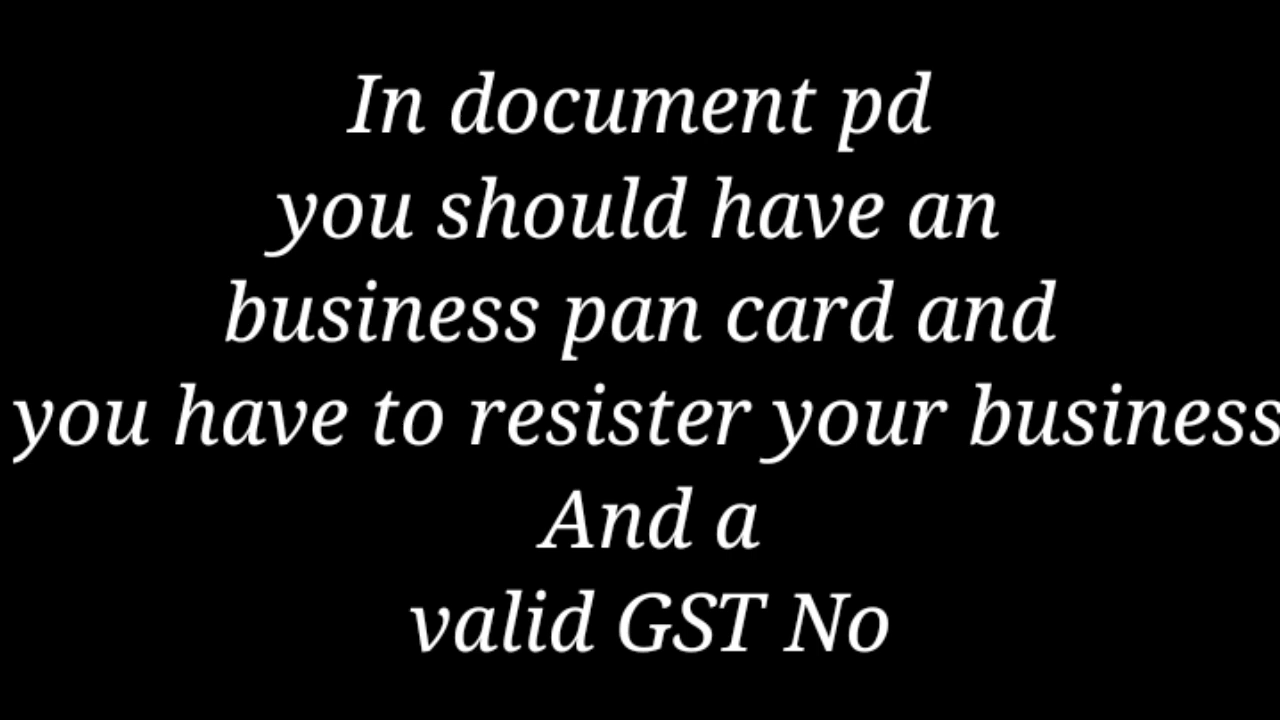 In document pd
you should have an
business pan card and
you have to resister your business
And a
valid GST No